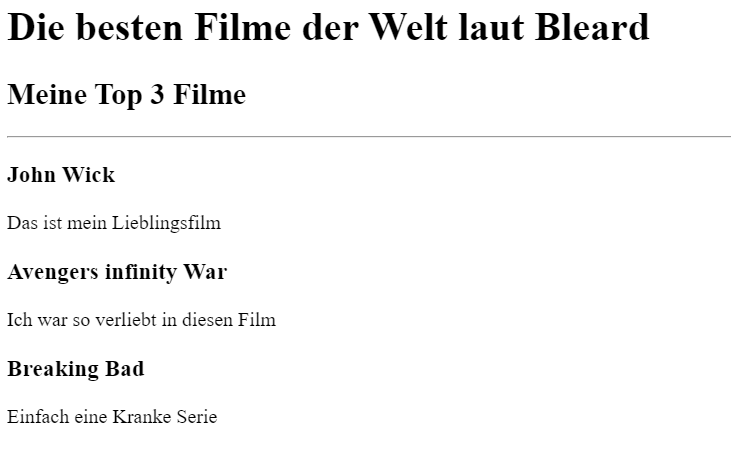 Die besten Filme der Welt laut Bleard
Meine Top 3 Filme
John Wick
Das ist mein Lieblingsfilm
Avengers infinity War
Ich war so verliebt in diesen Film
Breaking Bad
Einfach eine Kranke Serie